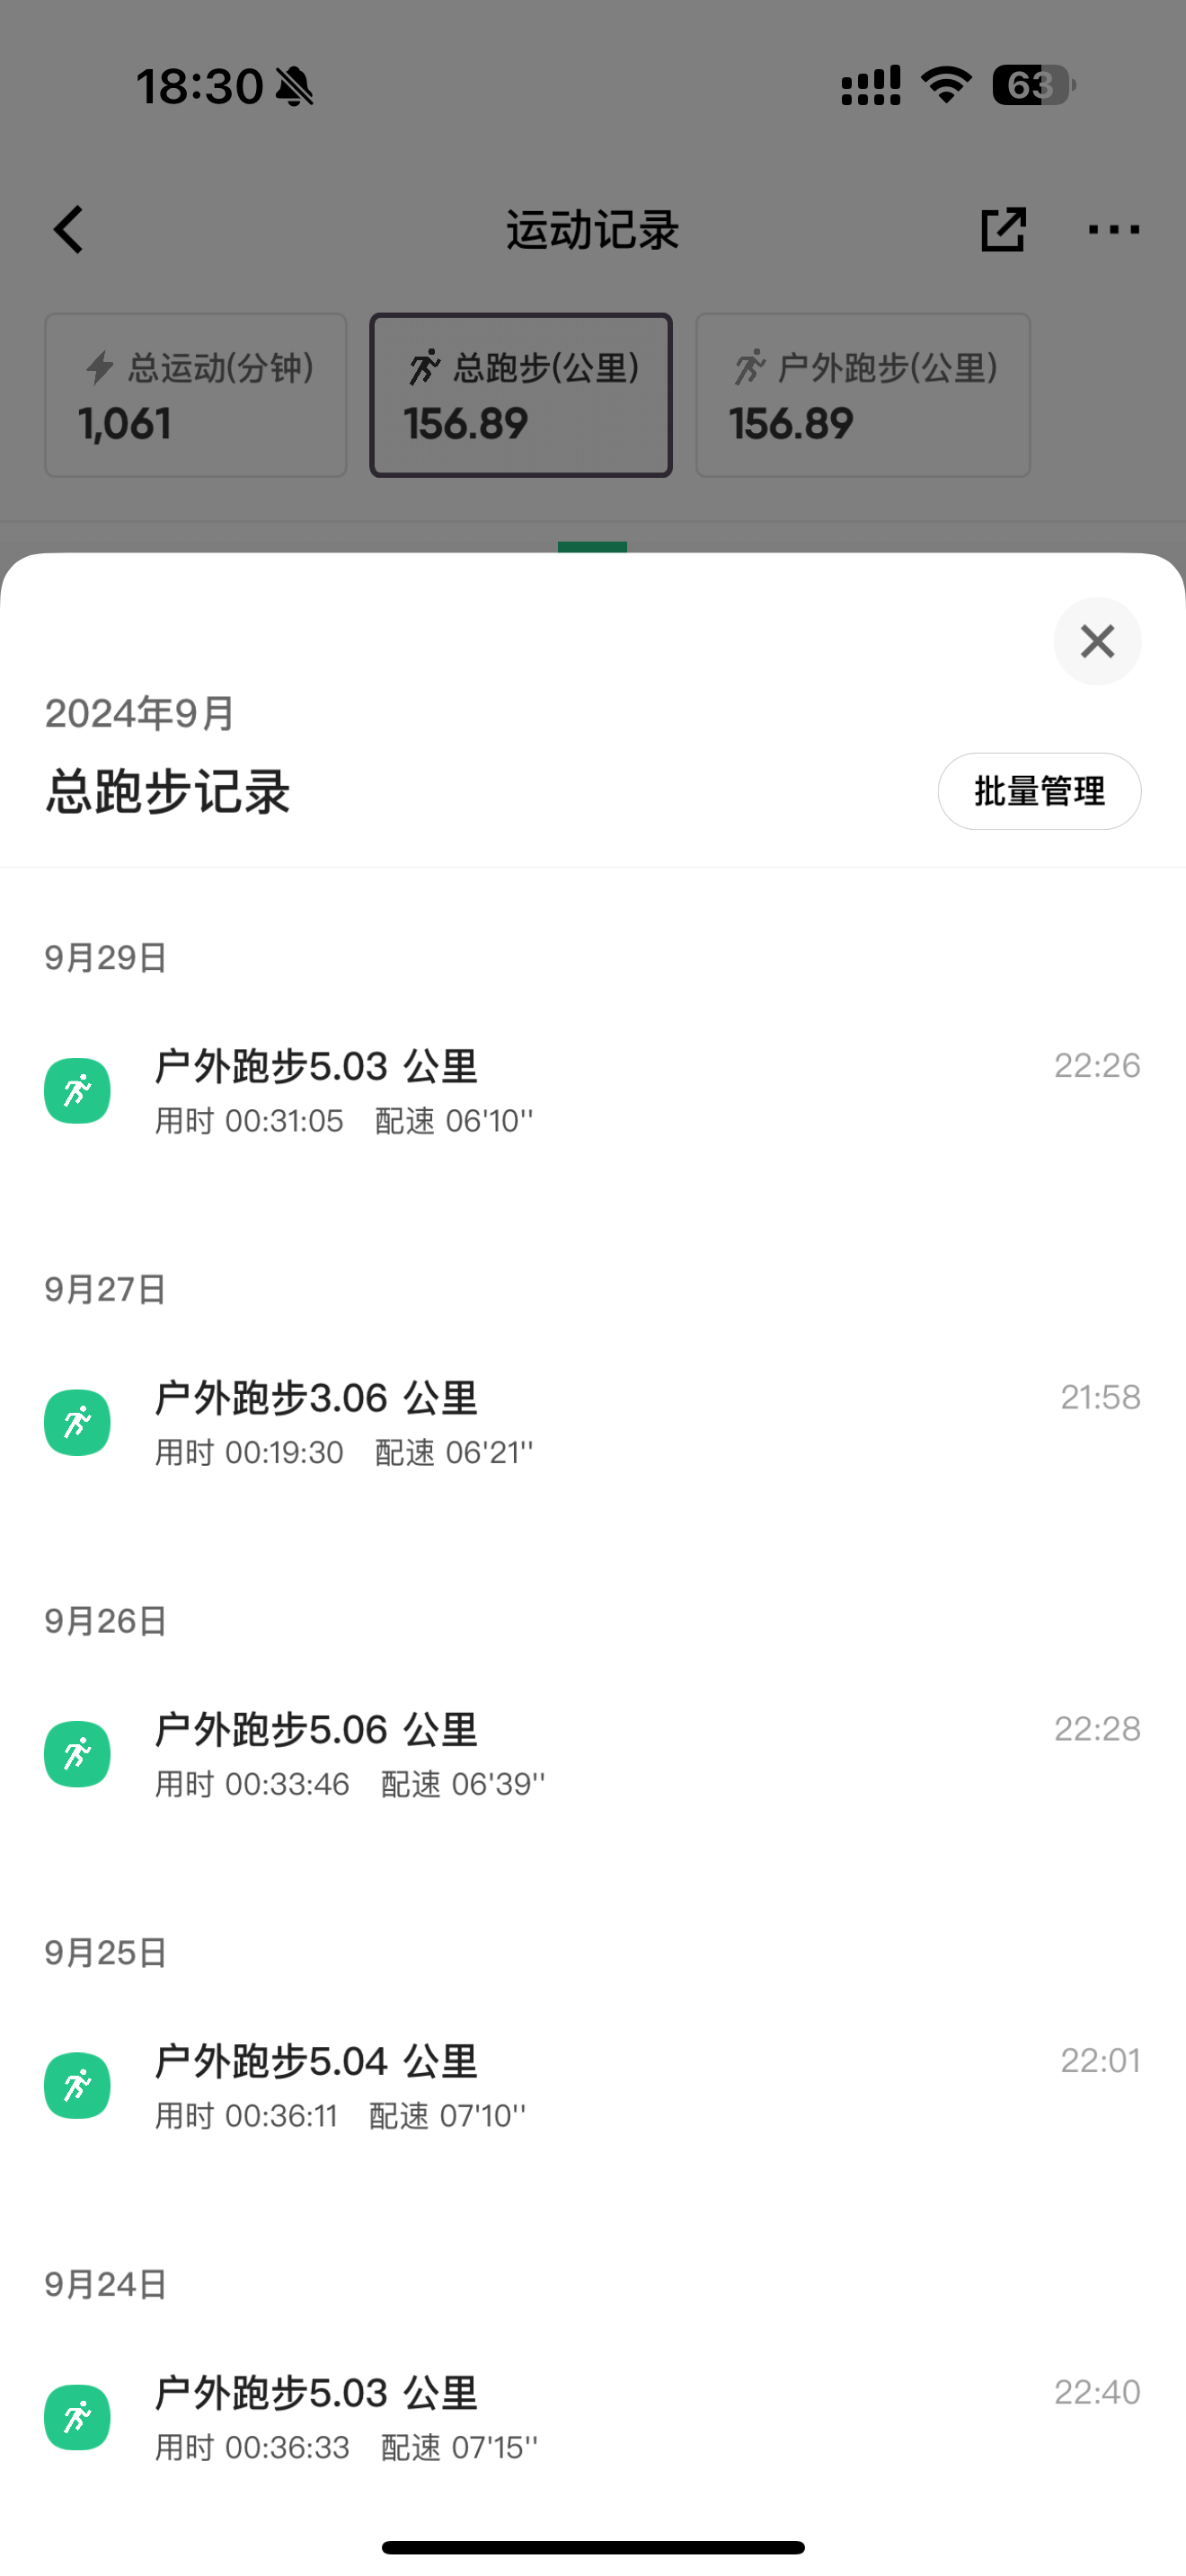 18:30
63
运动记录
总运动(分钟)
1,061
总跑步(公里)
156.89
户外跑步(公里)
156.89
2024年9月
总跑步记录
批量管理
9月29日
户外跑步5.03 公里
22:26
用时 00:31:05 配速 06'10''
9月27日
户外跑步3.06 公里
21:58
用时 00:19:30 配速 06'21''
9月26日
户外跑步5.06 公里
22:28
用时 00:33:46 配速 06'39''
9月25日
户外跑步5.04 公里
22:01
用时 00:36:11 配速 07'10''
9月24日
户外跑步5.03 公里
22:40
用时 00:36:33 配速 07'15''